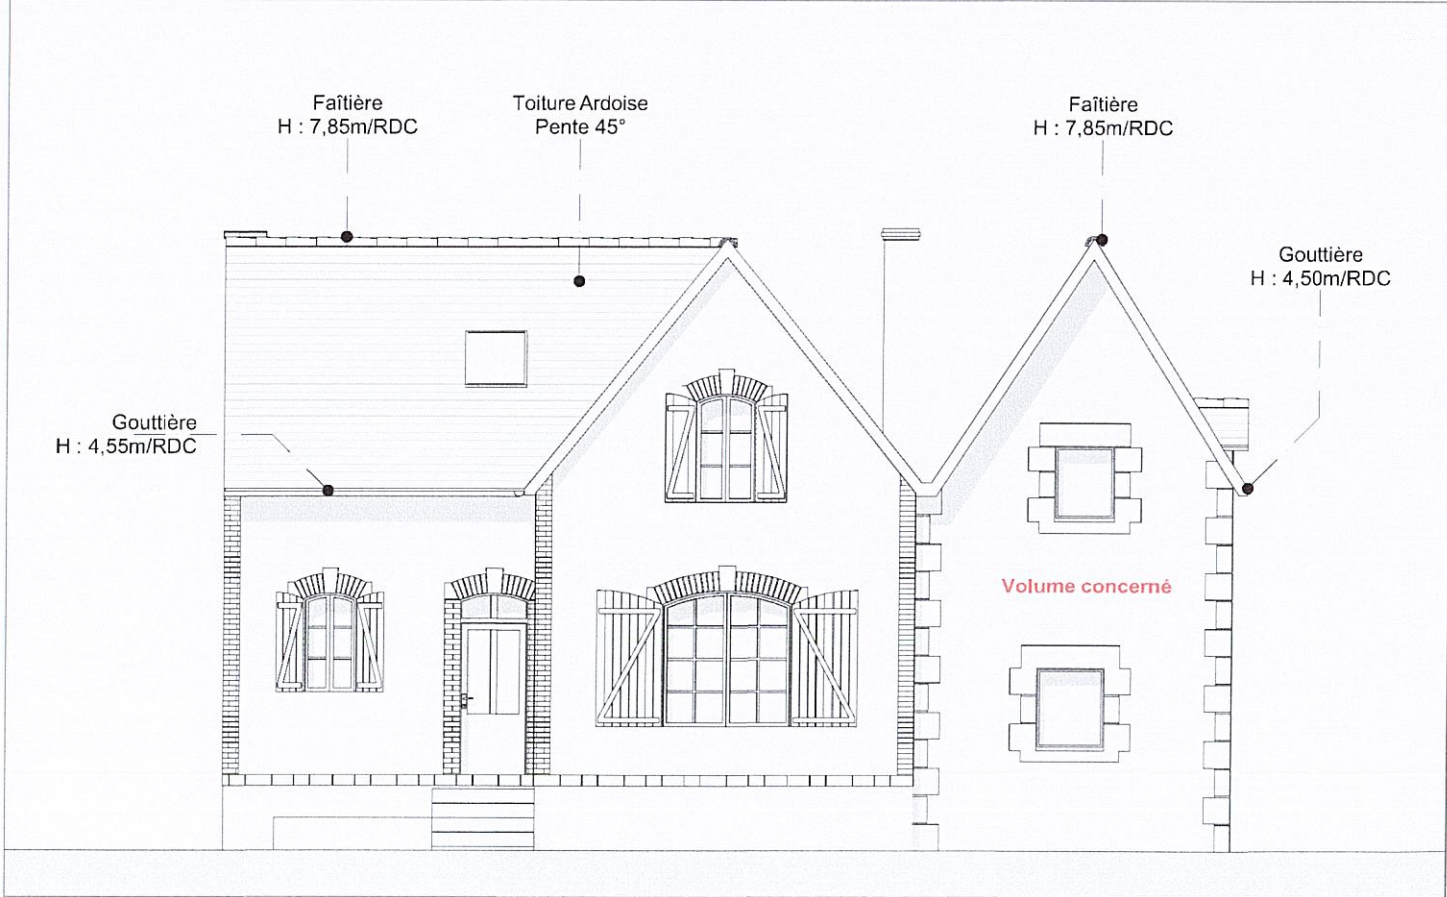 Faîtière
H : 7,85m/RDC
Toiture Ardoise
Pente 45°
Faîtière
H : 7,85m/RDC
Gouttière
H : 4,50m/RDC
Gouttière
H : 4,55m/RDC
Volume concerné